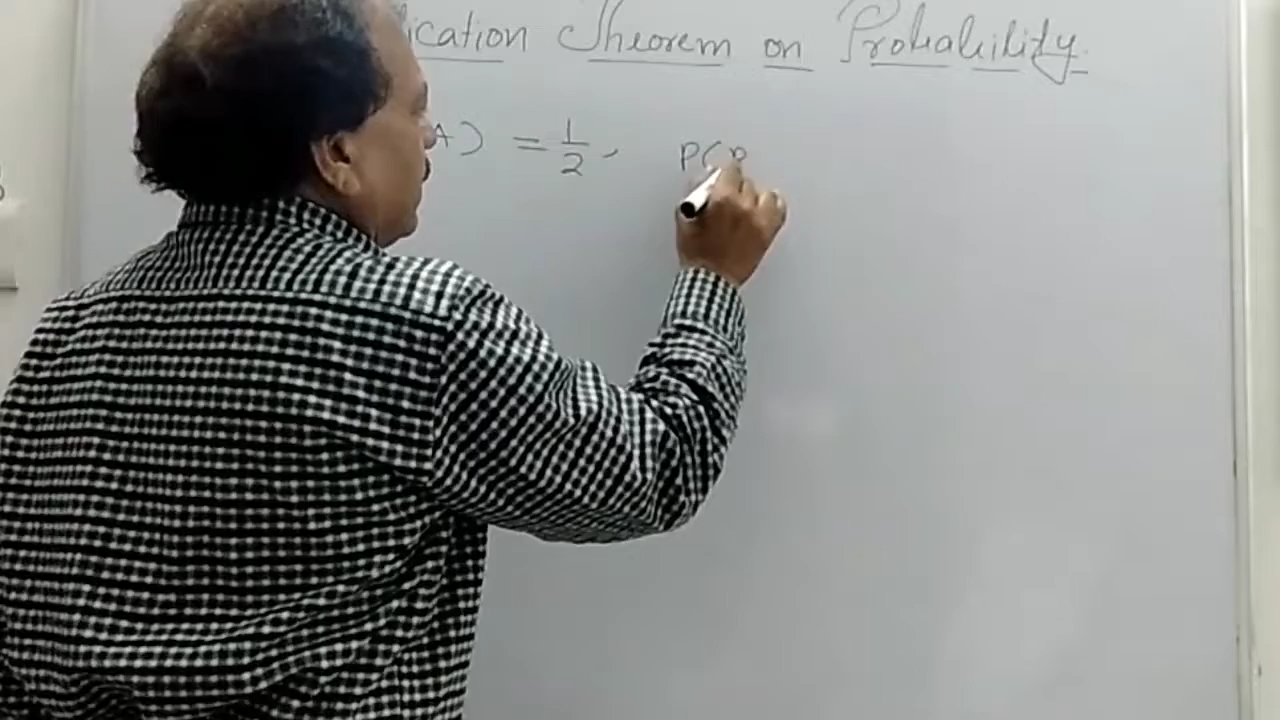 ication Theorem on Probability.
A) = 1/2, P(B